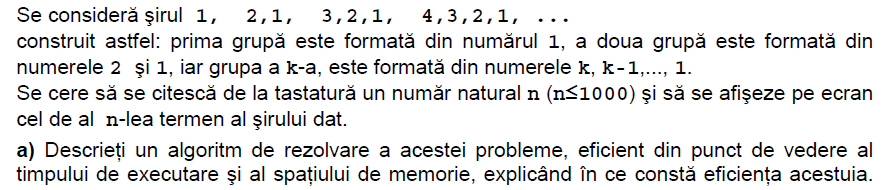 Se consideră şirul 1, 2,1, 3,2,1, 4,3,2,1, ...
construit astfel: prima grupă este formată din numărul 1, a doua grupă este formată din
numerele 2 şi 1, iar grupa a k-a, este formată din numerele k, k-1,..., 1.
Se cere să se citescă de la tastatură un număr natural n (n≤1000) şi să se afişeze pe ecran
cel de al n-lea termen al şirului dat.
a) Descrieţi un algoritm de rezolvare a acestei probleme, eficient din punct de vedere al
timpului de executare şi al spaţiului de memorie, explicând în ce constă eficienţa acestuia.